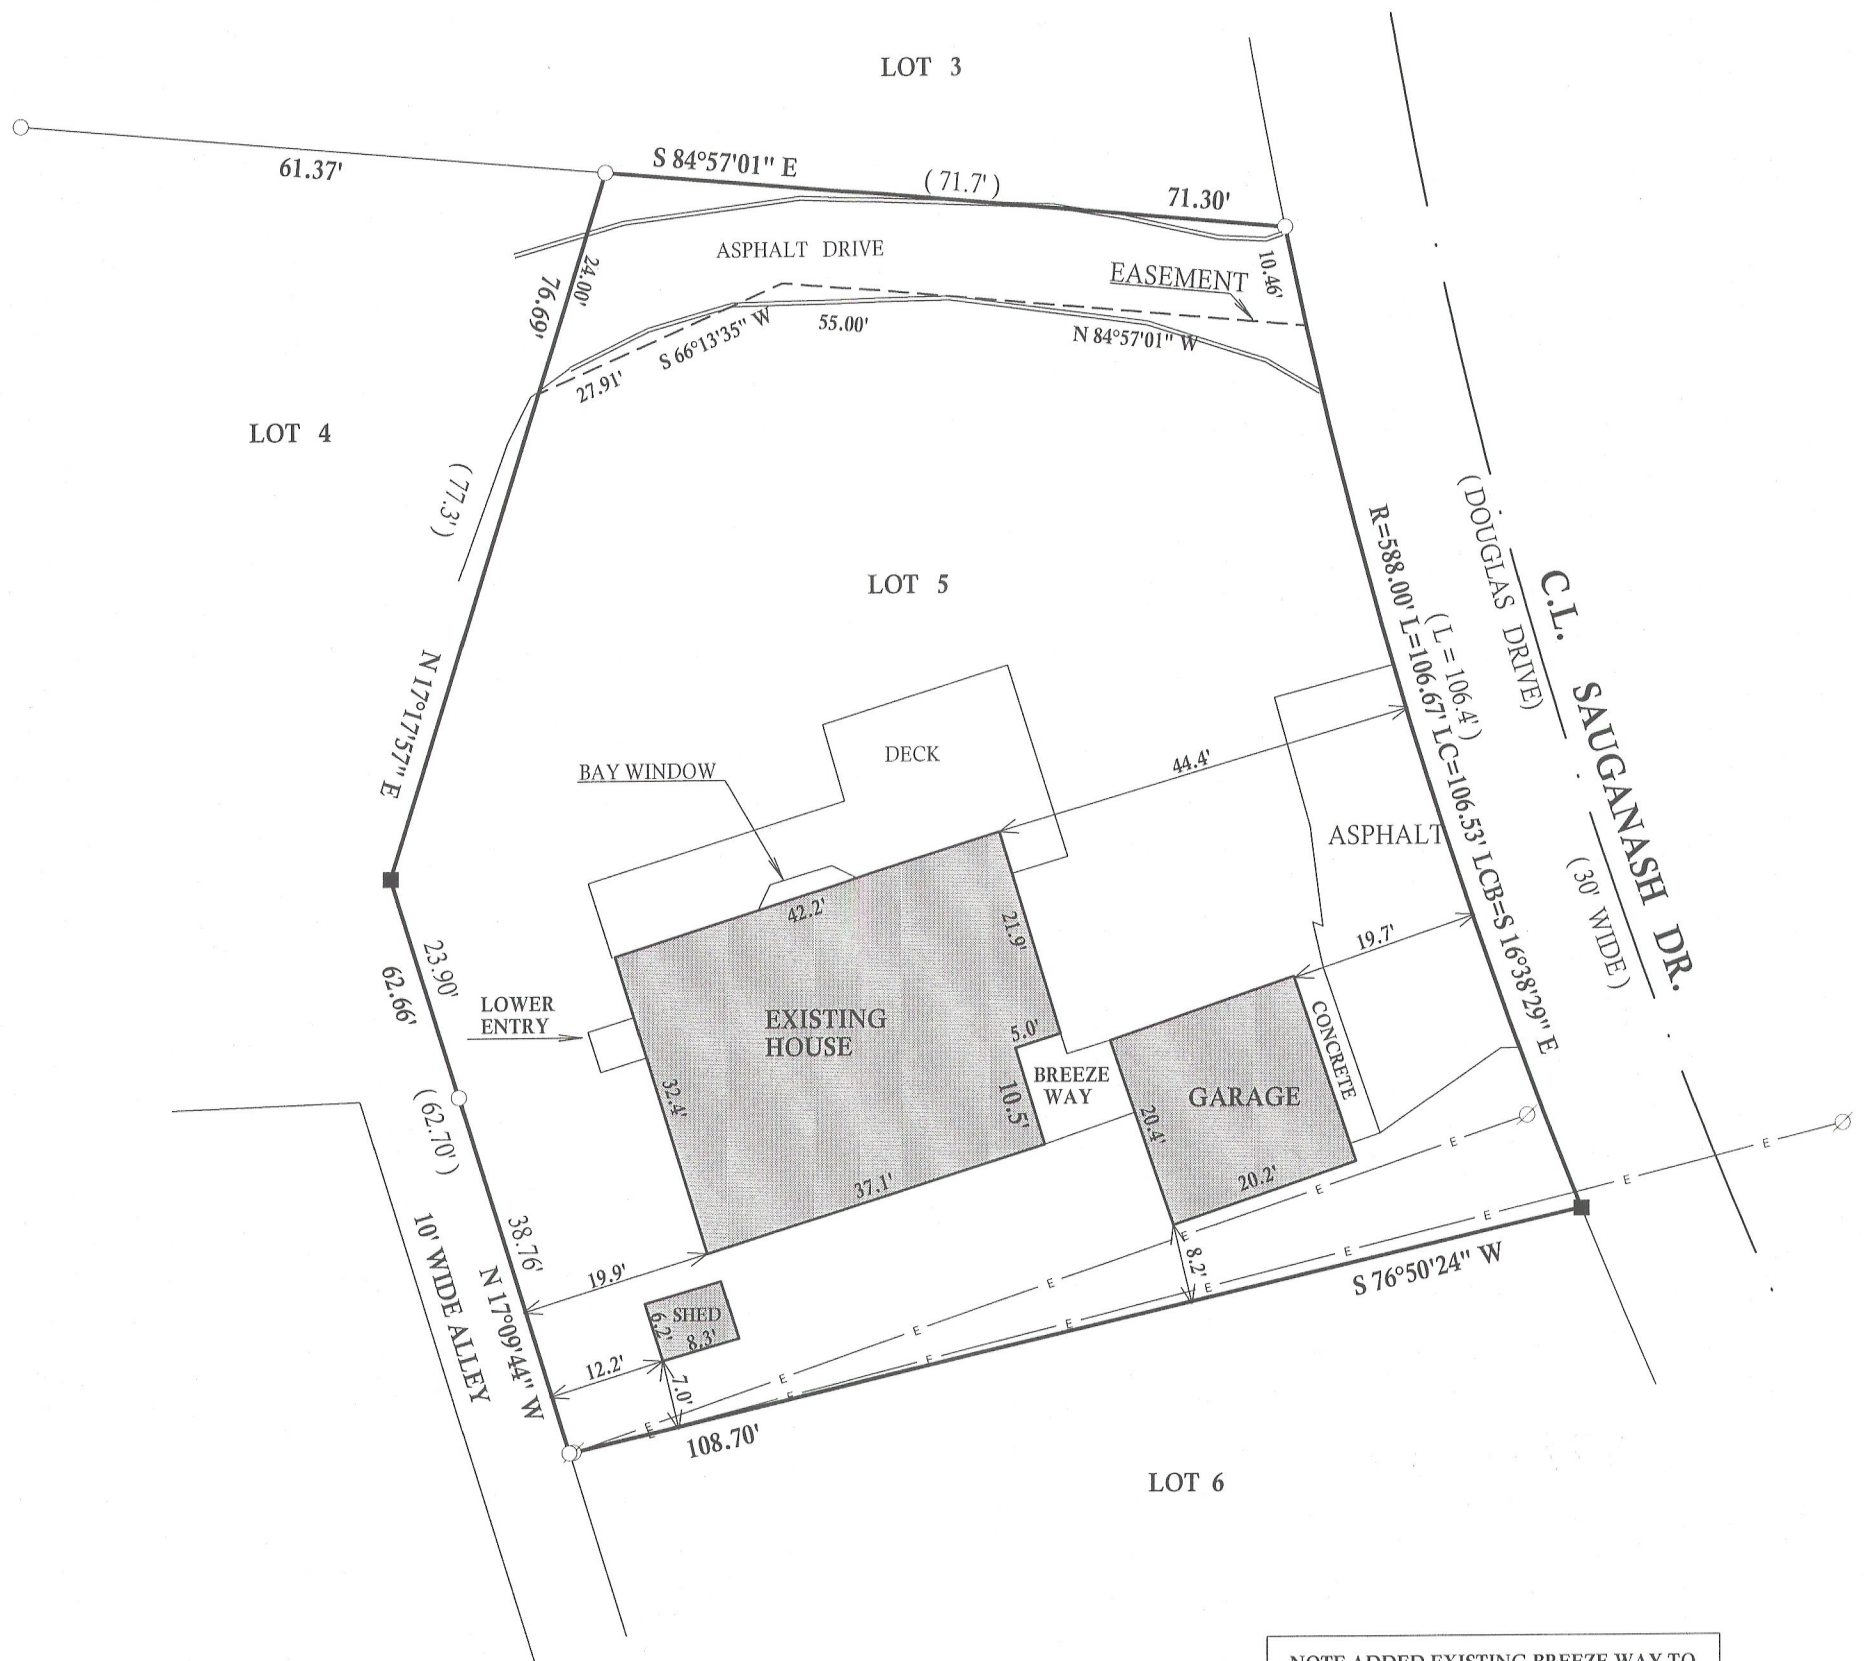 LOT 3
61.37'
S 84°57'01" E
( 71.7' )
71.30'
ASPHALT DRIVE
EASEMENT
10.46'
24.00'
76.69'
S 66°13'35" W
55.00'
N 84°57'01" W
27.91'
LOT 4
( 77.3' )
LOT 5
N 17°17'57" E
R=588.00' L=106.67' LC=106.53' LCB=S 16°38'29" E
( L = 106.4' )
( DOUGLAS DRIVE)
C.L. SAUGANASH DR.
( 30' WIDE )
DECK
BAY WINDOW
44.4'
ASPHALT
42.2'
21.9'
19.7'
23.90'
62.66'
LOWER
ENTRY
EXISTING
HOUSE
5.0'
BREEZE
WAY
10.5'
CONCRETE
GARAGE
32.4'
20.4'
20.2'
37.1'
( 62.70' )
38.76'
10' WIDE ALLEY
N 17°09'44" W
19.9'
SHED
6.2'
8.3'
12.2'
7.0'
8.2'
E E E E E E E E
E E E E E E E E E
S 76°50'24" W
108.70'
LOT 6
NOTE ADDED EXISTING BREEZE WAY TO